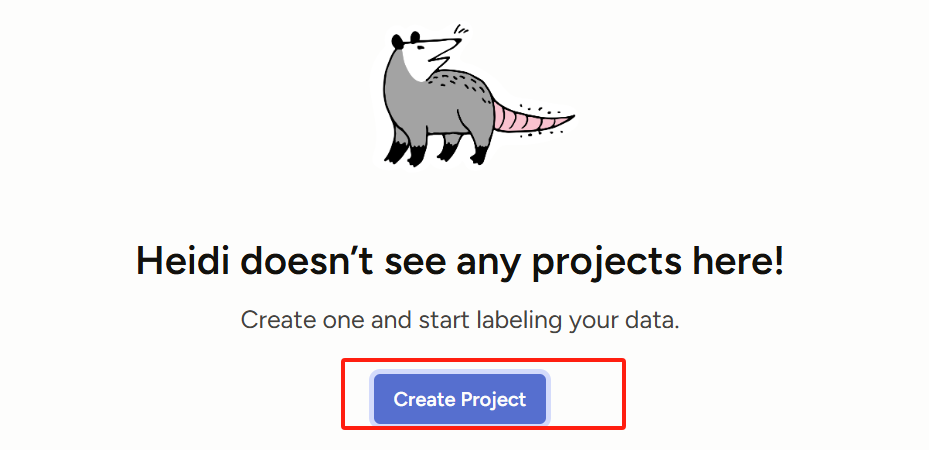 Heidi doesn’t see any projects here!
Create one and start labeling your data.
Create Project